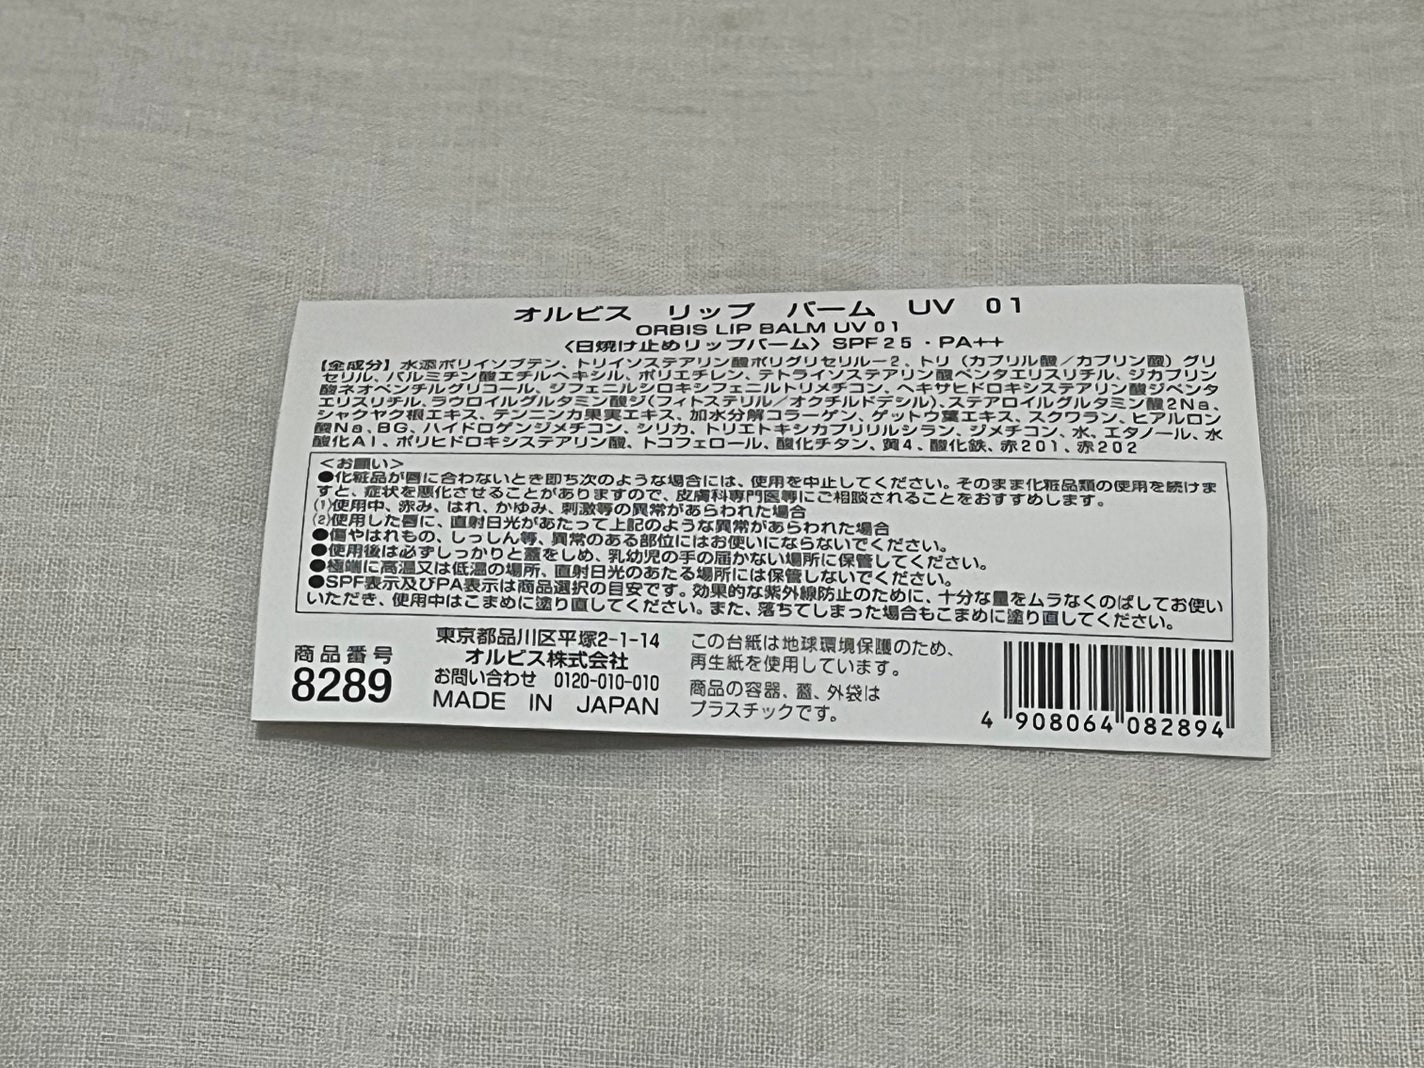 オルビス　リップ　バーム　UV　01
ORBIS LIP BALM UV 01
〈日焼け止めリップバーム〉SPF25・PA++
【全成分】水添ポリイソブテン、トリイソステアリン酸ポリグリセリル-2、トリ（カプリル酸／カプリン酸）グリ
セリル、パルミチン酸エチルヘキシル、ポリエチレン、テトライソステアリン酸ペンタエリスリチル、ジカプリン
酸ネオペンチルグリコール、ジフェニルシロキシフェニルトリメチコン、ヘキサヒドロキシステアリン酸ジペンタ
エリスリチル、ラウロイルグルタミン酸ジ(フィトステリル／オクチルドデシル)、ステアロイルグルタミン酸2Na、
シャクヤク根エキス、テンニンカ果実エキス、加水分解コラーゲン、ゲットウ葉エキス、スクワラン、ヒアルロン
酸Na、BG、ハイドロゲンジメチコン、シリカ、トリエトキシカプリリルシラン、ジメチコン、水、エタノール、水
酸化Al、ポリヒドロキシステアリン酸、トコフェロール、酸化チタン、黄4、酸化鉄、赤201、赤202
＜お願い＞
●化粧品が唇に合わないとき即ち次のような場合には、使用を中止してください。そのまま化粧品類の使用を続けま
すと、症状を悪化させることがありますので、皮膚科専門医等にご相談されることをおすすめします。
(1)使用中、赤み、はれ、かゆみ、刺激等の異常があらわれた場合
(2)使用した唇に、直射日光があたって上記のような異常があらわれた場合
●傷やはれもの、しっしん等、異常のある部位にはお使いにならないでください。
●使用後は必ずしっかりと蓋をしめ、乳幼児の手の届かない場所に保管してください。
●極端に高温又は低温の場所、直射日光のあたる場所には保管しないでください。
●SPF表示及びPA表示は商品選択の目安です。効果的な紫外線防止のために、十分な量をムラなくのばしてお使い
いただき、使用中はこまめに塗り直してください。また、落ちてしまった場合もこまめに塗り直してください。
商品番号
8289
東京都品川区平塚2-1-14
オルビス株式会社
お問い合わせ　0120-010-010
MADE IN JAPAN
この台紙は地球環境保護のため、
再生紙を使用しています。
商品の容器、蓋、外袋は
プラスチックです。
4 908064 082894